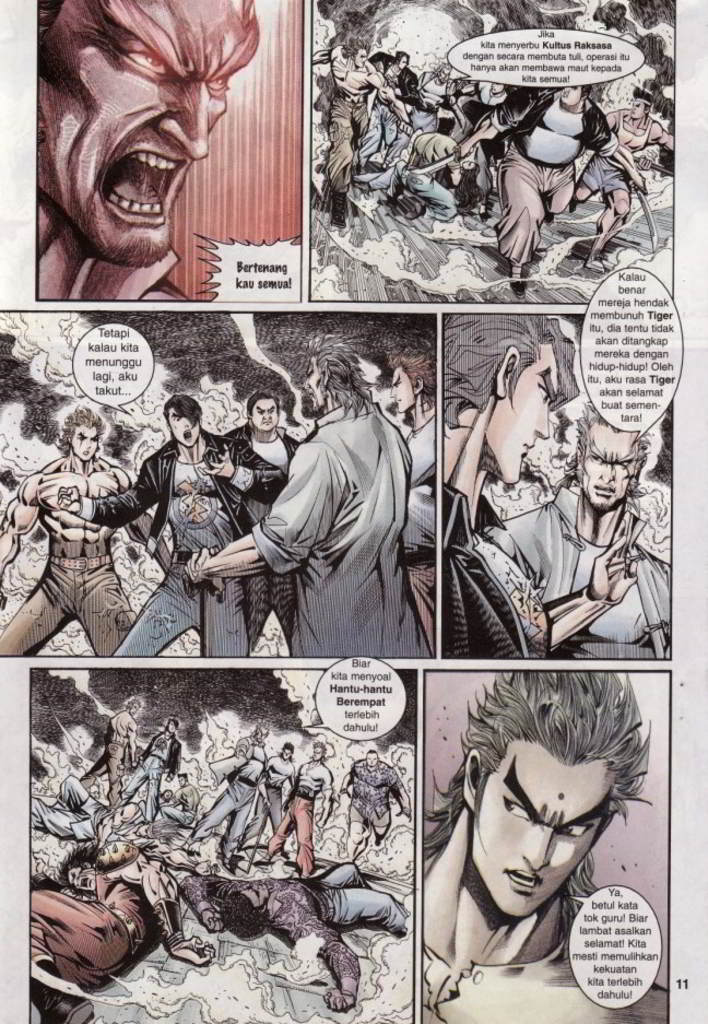 Bertenang
kau semua!
Jika
kita menyerbu Kultus Raksasa
dengan secara membuta tuli, operasi itu
hanya akan membawa maut kepada
kita semua!
Tetapi
kalau kita
menunggu
lagi, aku
takut...
Kalau
benar
mereja hendak
membunuh Tiger
itu, dia tentu tidak
akan ditangkap
mereka dengan
hidup-hidup! Oleh
itu, aku rasa Tiger
akan selamat
buat semen-
tara!
Biar
kita menyoal
Hantu-hantu
Berempat
terlebih
dahulu!
Ya,
betul kata
tok guru! Biar
lambat asalkan
selamat! Kita
mesti memulihkan
kekuatan
kita terlebih
dahulu!
11